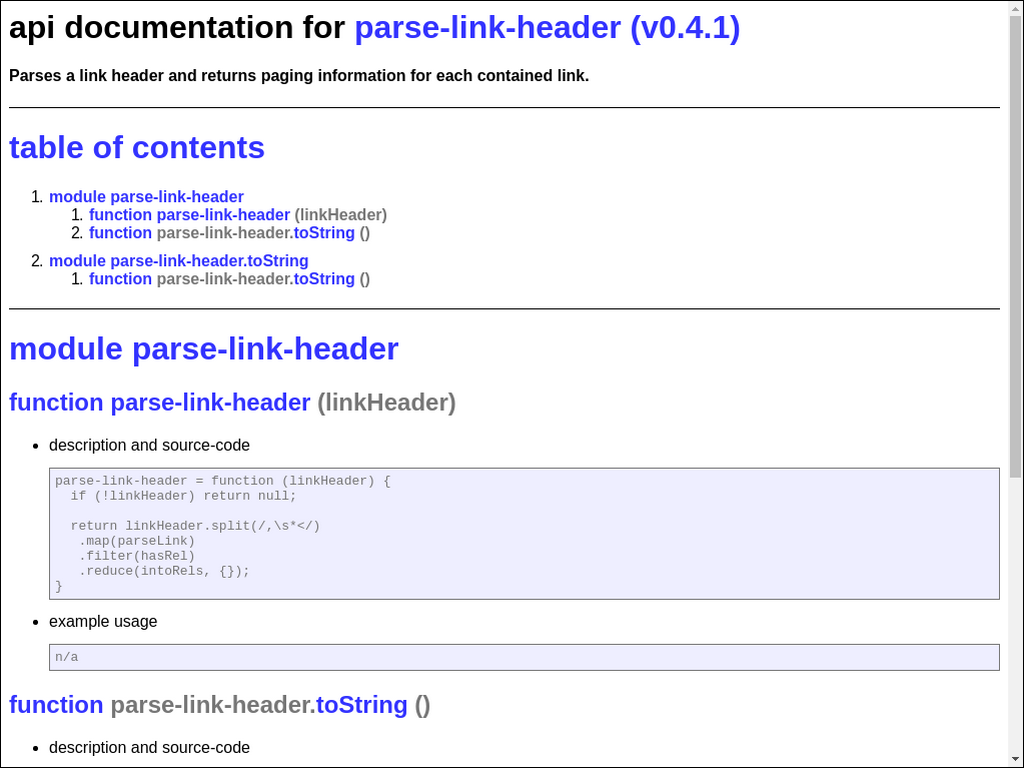 api documentation for parse-link-header (v0.4.1)
Parses a link header and returns paging information for each contained link.
table of contents
1. module parse-link-header
1. function parse-link-header (linkHeader)
2. function parse-link-header.toString ()
2. module parse-link-header.toString
1. function parse-link-header.toString ()
module parse-link-header
function parse-link-header (linkHeader)
• description and source-code
parse-link-header = function (linkHeader) {
  if (!linkHeader) return null;
  return linkHeader.split(/,\s*</)
   .map(parseLink)
   .filter(hasRel)
   .reduce(intoRels, {});
}
• example usage
n/a
function parse-link-header.toString ()
• description and source-code